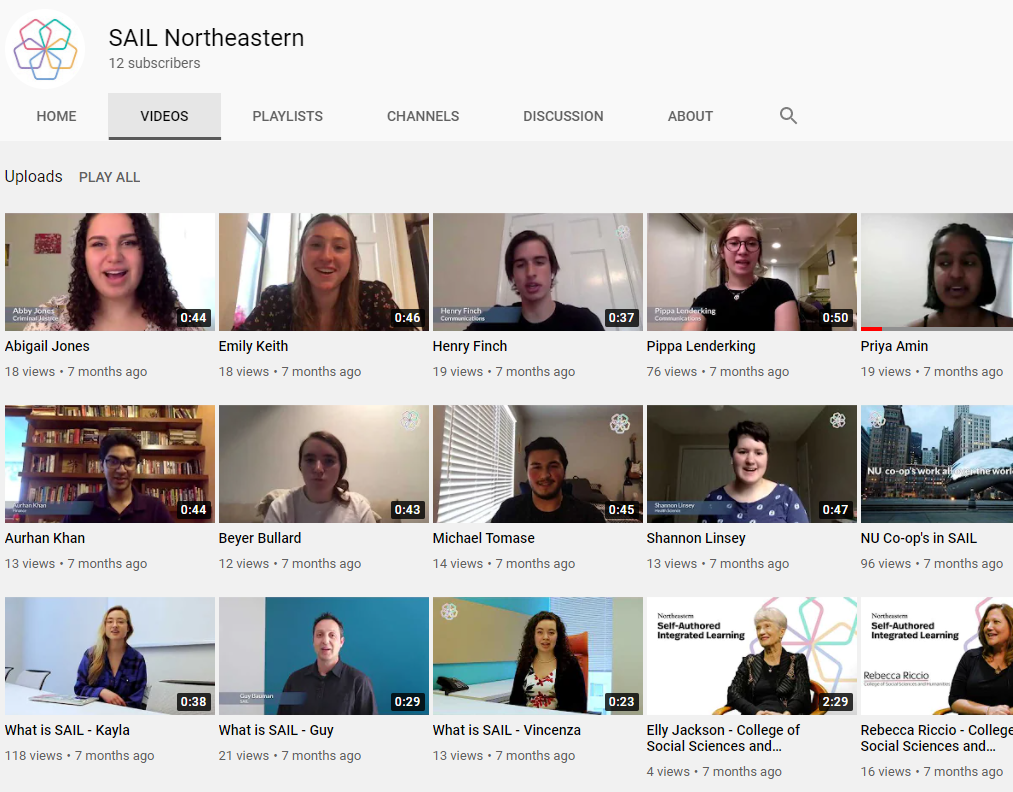 SAIL Northeastern
12 subscribers
HOME VIDEOS PLAYLISTS CHANNELS DISCUSSION ABOUT
Uploads PLAY ALL
Abby Jones
Criminal Justice
0:44
0:46
Henry Finch
Communications
0:37
Pippa Lenderking
Communications
0:50
Abigail Jones
Emily Keith
Henry Finch
Pippa Lenderking
Priya Amin
18 views • 7 months ago
18 views • 7 months ago
19 views • 7 months ago
76 views • 7 months ago
19 views • 7 months ago
Aurhan Khan
Finance
0:44
0:43
0:45
Shannon Linsey
Health Science
0:47
NU co-op's work all over the worl
Aurhan Khan
Beyer Bullard
Michael Tomase
Shannon Linsey
NU Co-op's in SAIL
13 views • 7 months ago
12 views • 7 months ago
14 views • 7 months ago
13 views • 7 months ago
96 views • 7 months ago
0:38
0:29
0:23
Northeastern
Self-Authored
Integrated Learning
2:29
Northeastern
Self-Authored
Integrated Learning
Rebecca Riccio
College of Social Sciences and Humanities
What is SAIL - Kayla
What is SAIL - Guy
What is SAIL - Vincenza
Elly Jackson - College of
Social Sciences and...
Rebecca Riccio - College
Social Sciences and...
118 views • 7 months ago
21 views • 7 months ago
13 views • 7 months ago
4 views • 7 months ago
16 views • 7 months ago